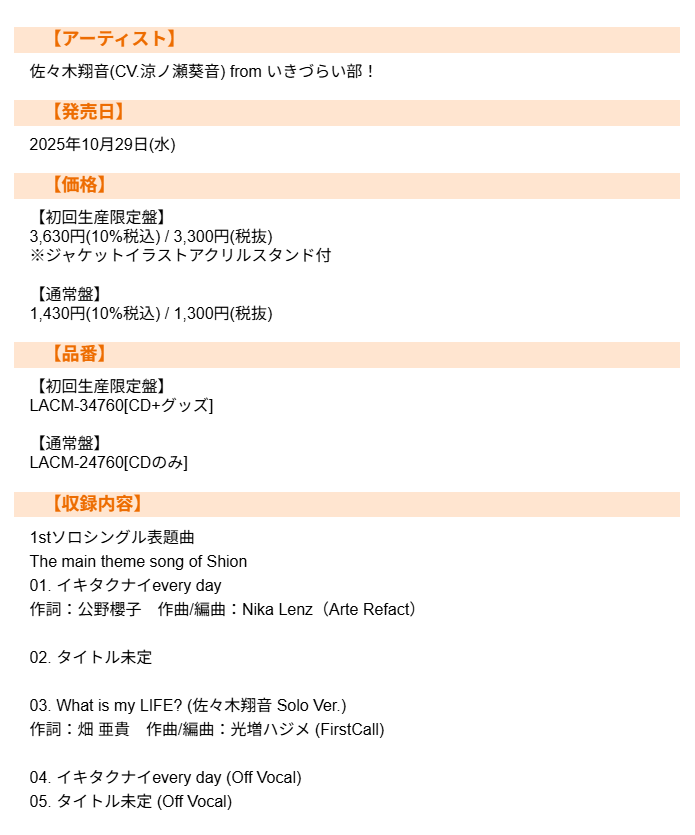 【アーティスト】
佐々木翔音(CV.涼ノ瀬葵音) from いきづらい部！
【発売日】
2025年10月29日(水)
【価格】
【初回生産限定盤】
3,630円(10%税込) / 3,300円(税抜)
※ジャケットイラストアクリルスタンド付
【通常盤】
1,430円(10%税込) / 1,300円(税抜)
【品番】
【初回生産限定盤】
LACM-34760[CD+グッズ]
【通常盤】
LACM-24760[CDのみ]
【収録内容】
1stソロシングル表題曲
The main theme song of Shion
01. イキタクナイevery day
作詞：公野櫻子　作曲/編曲：Nika Lenz（Arte Refact）
02. タイトル未定
03. What is my LIFE? (佐々木翔音 Solo Ver.)
作詞：畑 亜貴　作曲/編曲：光増ハジメ (FirstCall)
04. イキタクナイevery day (Off Vocal)
05. タイトル未定 (Off Vocal)